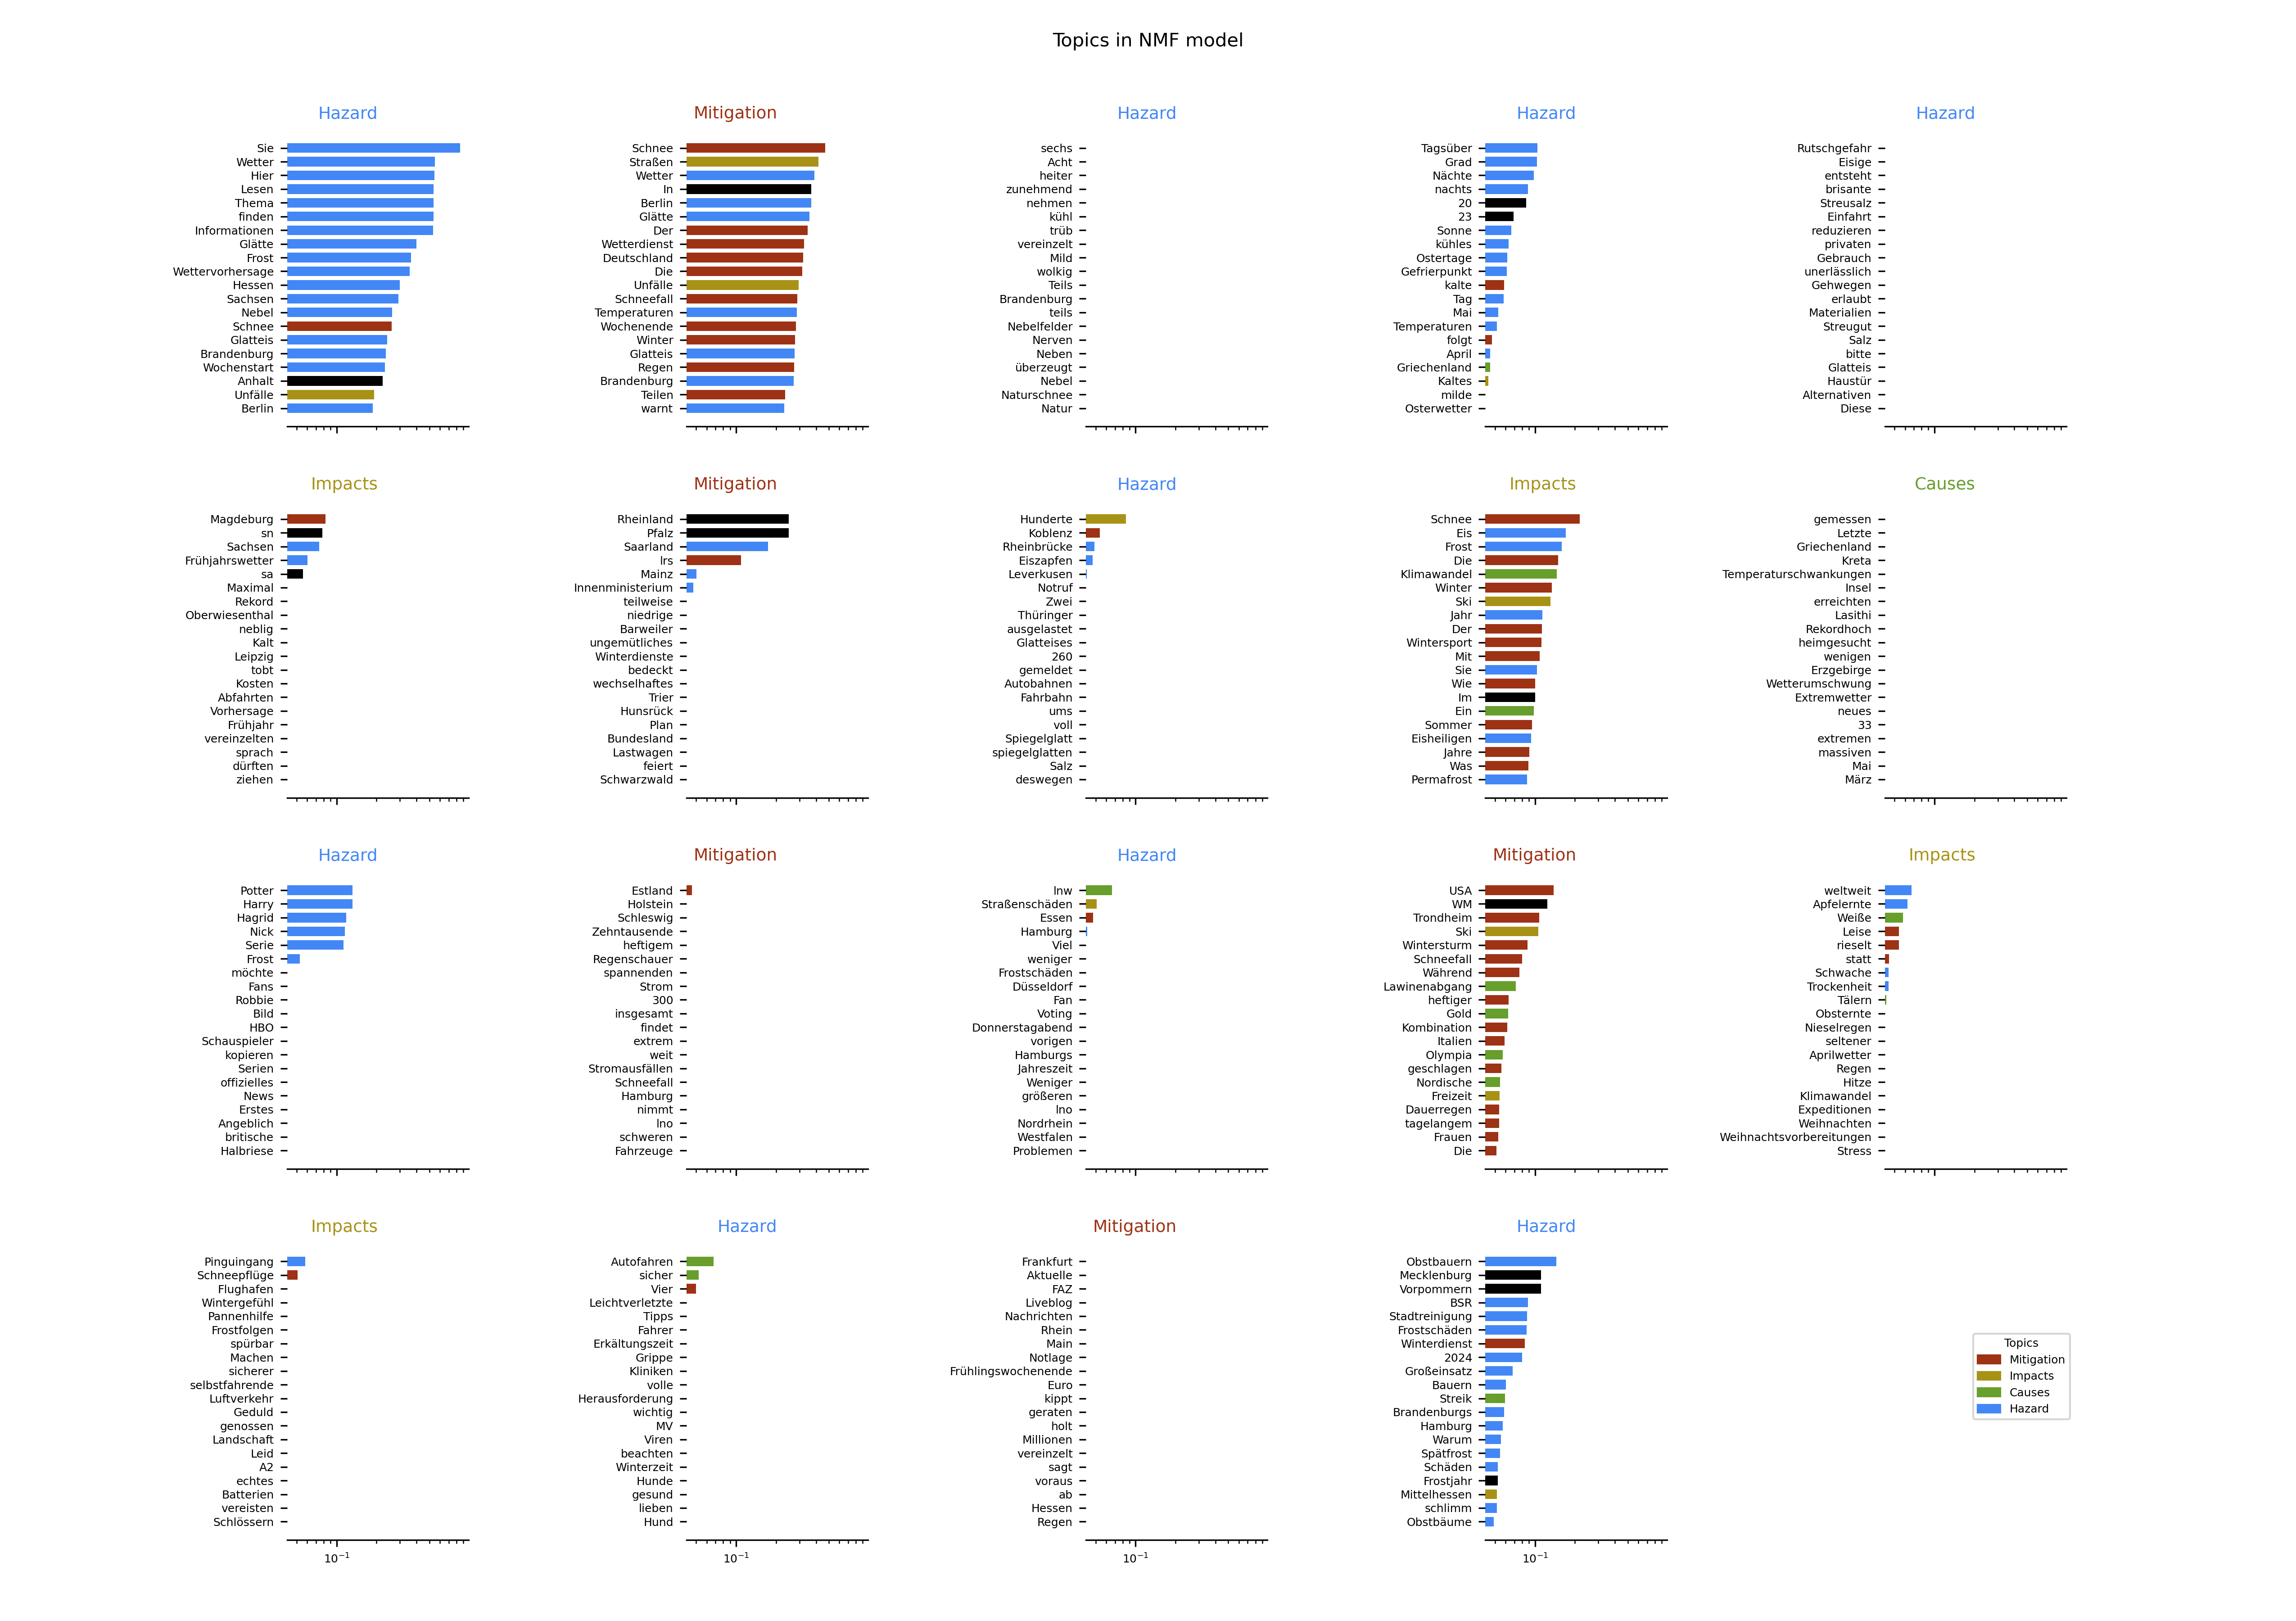 Topics in NMF model
Hazard
Sie
Wetter
Hier
Lesen
Thema
finden
Informationen
Glätte
Frost
Wettervorhersage
Hessen
Sachsen
Nebel
Schnee
Glatteis
Brandenburg
Wochenstart
Anhalt
Unfälle
Berlin
Mitigation
Schnee
Straßen
Wetter
In
Berlin
Glätte
Der
Wetterdienst
Deutschland
Die
Unfälle
Schneefall
Temperaturen
Wochenende
Winter
Glatteis
Regen
Brandenburg
Teilen
warnt
Hazard
sechs
Acht
heiter
zunehmend
nehmen
kühl
trüb
vereinzelt
Mild
wolkig
Teils
Brandenburg
teils
Nebelfelder
Nerven
Neben
überzeugt
Nebel
Naturschnee
Natur
Hazard
Tagsüber
Grad
Nächte
nachts
20
23
Sonne
kühles
Ostertage
Gefrierpunkt
kalte
Tag
Mai
Temperaturen
folgt
April
Griechenland
Kaltes
milde
Osterwetter
Hazard
Rutschgefahr
Eisige
entsteht
brisante
Streusalz
Einfahrt
reduzieren
privaten
Gebrauch
unerlässlich
Gehwegen
erlaubt
Materialien
Streugut
Salz
bitte
Glatteis
Haustür
Alternativen
Diese
Impacts
Magdeburg
sn
Sachsen
Frühjahrswetter
sa
Maximal
Rekord
Oberwiesenthal
neblig
Kalt
Leipzig
tobt
Kosten
Abfahrten
Vorhersage
Frühjahr
vereinzelten
sprach
dürften
ziehen
Mitigation
Rheinland
Pfalz
Saarland
lrs
Mainz
Innenministerium
teilweise
niedrige
Barweiler
ungemütliches
Winterdienste
bedeckt
wechselhaftes
Trier
Hunsrück
Plan
Bundesland
Lastwagen
feiert
Schwarzwald
Hazard
Hunderte
Koblenz
Rheinbrücke
Eiszapfen
Leverkusen
Notruf
Zwei
Thüringer
ausgelastet
Glatteises
260
gemeldet
Autobahnen
Fahrbahn
ums
voll
Spiegelglatt
spiegelglatten
Salz
deswegen
Impacts
Schnee
Eis
Frost
Die
Klimawandel
Winter
Ski
Jahr
Der
Wintersport
Mit
Sie
Wie
Im
Ein
Sommer
Eisheiligen
Jahre
Was
Permafrost
Causes
gemessen
Letzte
Griechenland
Kreta
Temperaturschwankungen
Insel
erreichten
Lasithi
Rekordhoch
heimgesucht
wenigen
Erzgebirge
Wetterumschwung
Extremwetter
neues
33
extremen
massiven
Mai
März
Hazard
Potter
Harry
Hagrid
Nick
Serie
Frost
möchte
Fans
Robbie
Bild
HBO
Schauspieler
kopieren
Serien
offizielles
News
Erstes
Angeblich
britische
Halbriese
Mitigation
Estland
Holstein
Schleswig
Zehntausende
heftigem
Regenschauer
spannenden
Strom
300
insgesamt
findet
extrem
weit
Stromausfällen
Schneefall
Hamburg
nimmt
lno
schweren
Fahrzeuge
Hazard
lnw
Straßenschäden
Essen
Hamburg
Viel
weniger
Frostschäden
Düsseldorf
Fan
Voting
Donnerstagabend
vorigen
Hamburgs
Jahreszeit
Weniger
größeren
lno
Nordrhein
Westfalen
Problemen
Mitigation
USA
WM
Trondheim
Ski
Wintersturm
Schneefall
Während
Lawinenabgang
heftiger
Gold
Kombination
Italien
Olympia
geschlagen
Nordische
Freizeit
Dauerregen
tagelangem
Frauen
Die
Impacts
weltweit
Apfelernte
Weiße
Leise
rieselt
statt
Schwache
Trockenheit
Tälern
Obsternte
Nieselregen
seltener
Aprilwetter
Regen
Hitze
Klimawandel
Expeditionen
Weihnachten
Weihnachtsvorbereitungen
Stress
Impacts
Pinguingang
Schneepflüge
Flughafen
Wintergefühl
Pannenhilfe
Frostfolgen
spürbar
Machen
sicherer
selbstfahrende
Luftverkehr
Geduld
genossen
Landschaft
Leid
A2
echtes
Batterien
vereisten
Schlössern
10⁻¹
Hazard
Autofahren
sicher
Vier
Leichtverletzte
Tipps
Fahrer
Erkältungszeit
Grippe
Kliniken
volle
Herausforderung
wichtig
MV
Viren
beachten
Winterzeit
Hunde
gesund
lieben
Hund
10⁻¹
Mitigation
Frankfurt
Aktuelle
FAZ
Liveblog
Nachrichten
Rhein
Main
Notlage
Frühlingswochenende
Euro
kippt
geraten
holt
Millionen
vereinzelt
sagt
voraus
ab
Hessen
Regen
10⁻¹
Hazard
Obstbauern
Mecklenburg
Vorpommern
BSR
Stadtreinigung
Frostschäden
Winterdienst
2024
Großeinsatz
Bauern
Streik
Brandenburgs
Hamburg
Warum
Spätfrost
Schäden
Frostjahr
Mittelhessen
schlimm
Obstbäume
10⁻¹
Topics
Mitigation
Impacts
Causes
Hazard